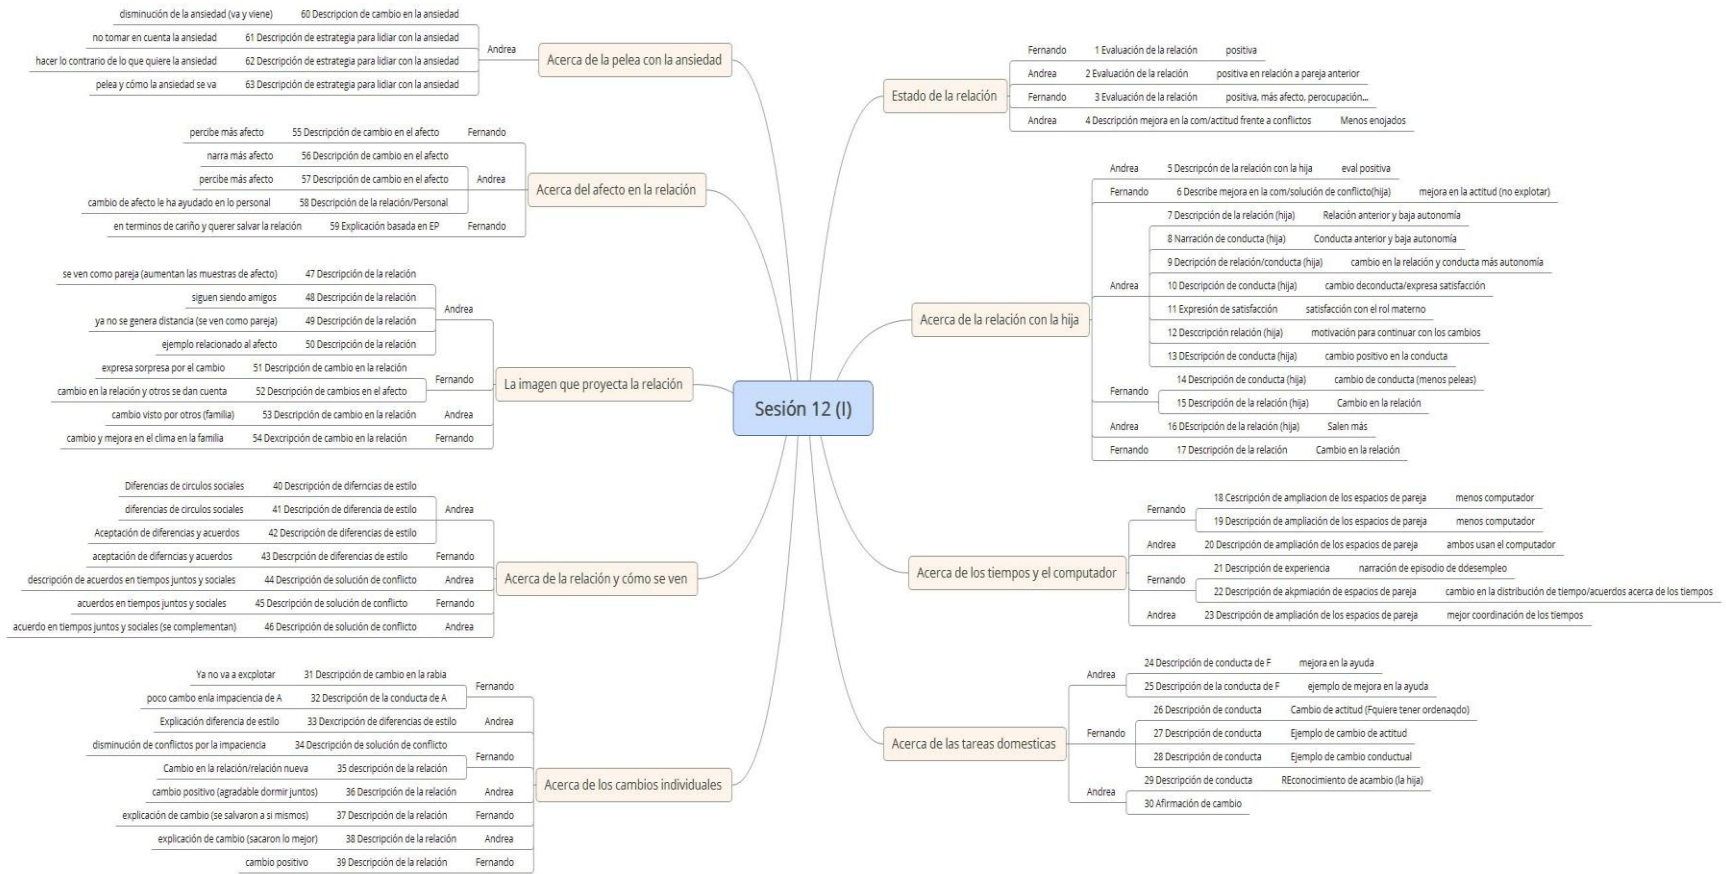 Sesión 12 (I)
Estado de la relación
Fernando 1 Evaluación de la relación positiva
Andrea 2 Evaluación de la relación positiva en relación a pareja anterior
Fernando 3 Evaluación de la relación positiva, más afecto, perocupación...
Andrea 4 Descripción mejora en la com/actitud frente a conflictos Menos enojados
Acerca de la relación con la hija
Andrea 5 Descripcón de la relación con la hija eval positiva
Fernando 6 Describe mejora en la com/solución de conflicto(hija) mejora en la actitud (no explotar)
Andrea
7 Descripción de la relación (hija) Relación anterior y baja autonomía
8 Narración de conducta (hija) Conducta anterior y baja autonomía
9 Decripción de relación/conducta (hija) cambio en la relación y conducta más autonomía
10 Descripción de conducta (hija) cambio deconducta/expresa satisfacción
11 Expresión de satisfacción satisfacción con el rol materno
12 Desccripción relación (hija) motivación para continuar con los cambios
13 DEscripción de conducta (hija) cambio positivo en la conducta
Fernando
14 Descripción de conducta (hija) cambio de conducta (menos peleas)
15 Descripción de la relación (hija) Cambio en la relación
Andrea 16 DEscripción de la relación (hija) Salen más
Fernando 17 Descripción de la relación Cambio en la relación
Acerca de los tiempos y el computador
Fernando
18 Cescripción de ampliacion de los espacios de pareja menos computador
19 Descripción de ampliación de los espacios de pareja menos computador
Andrea 20 Descripción de ampliación de los espacios de pareja ambos usan el computador
Fernando
21 Descripción de experiencia narración de episodio de ddesempleo
22 Descripción de akpmiación de espacios de pareja cambio en la distribución de tiempo/acuerdos acerca de los tiempos
Andrea 23 Descripción de ampliación de los espacios de pareja mejor coordinación de los tiempos
Acerca de las tareas domesticas
Andrea
24 Descripción de conducta de F mejora en la ayuda
25 Descripción de la conducta de F ejemplo de mejora en la ayuda
Fernando
26 Descripción de conducta Cambio de actitud (Fquiere tener ordenaqdo)
27 Descripción de conducta Ejemplo de cambio de actitud
28 Descripción de conducta Ejemplo de cambio conductual
Andrea
29 Descripción de conducta REconocimiento de acambio (la hija)
30 Afirmación de cambio
Acerca de la pelea con la ansiedad
Andrea
disminución de la ansiedad (va y viene) 60 Descripcion de cambio en la ansiedad
no tomar en cuenta la ansiedad 61 Descripción de estrategia para lidiar con la ansiedad
hacer lo contrario de lo que quiere la ansiedad 62 Descripción de estrategia para lidiar con la ansiedad
pelea y cómo la ansiedad se va 63 Descripción de estrategia para lidiar con la ansiedad
Acerca del afecto en la relación
percibe más afecto 55 Descripción de cambio en el afecto Fernando
narra más afecto 56 Descripción de cambio en el afecto
percibe más afecto 57 Descripción de cambio en el afecto Andrea
cambio de afecto le ha ayudado en lo personal 58 Descripción de la relación/Personal
en terminos de cariño y querer salvar la relación 59 Explicación basada en EP Fernando
La imagen que proyecta la relación
se ven como pareja (aumentan las muestras de afecto) 47 Descripción de la relación
siguen siendo amigos 48 Descripción de la relación
Andrea
ya no se genera distancia (se ven como pareja) 49 Descripción de la relación
ejemplo relacionado al afecto 50 Descripción de la relación
expresa sorpresa por el cambio 51 Descripción de cambio en la relación
Fernando
cambio en la relación y otros se dan cuenta 52 Descripción de cambios en el afecto
cambio visto por otros (familia) 53 Descripción de cambio en la relación Andrea
cambio y mejora en el clima en la familia 54 Dexcripción de cambio en la relación Fernando
Acerca de la relación y cómo se ven
Diferencias de circulos sociales 40 Descripción de diferncias de estilo
diferencias de circulos sociales 41 Descripción de diferencia de estilo Andrea
Aceptación de diferencias y acuerdos 42 Descripción de diferencias de estilo
aceptación de diferncias y acuerdos 43 Descrpción de diferencias de estilo Fernando
descripción de acuerdos en tiempos juntos y sociales 44 Descripción de solución de conflicto Andrea
acuerdos en tiempos juntos y sociales 45 Descripción de solución de conflicto Fernando
acuerdo en tiempos juntos y sociales (se complementan) 46 Descripción de solución de conflicto Andrea
Acerca de los cambios individuales
Ya no va a excplotar 31 Descripción de cambio en la rabia
Fernando
poco cambo enla impaciencia de A 32 Descripción de la conducta de A
Explicación diferencia de estilo 33 Dexcripción de diferencias de estilo Andrea
disminución de conflictos por la impaciencia 34 Descripción de solución de conflicto
Fernando
Cambio en la relación/relación nueva 35 descripción de la relación
cambio positivo (agradable dormir juntos) 36 Descripción de la relación Andrea
explicación de cambio (se salvaron a si mismos) 37 Descripción de la relación Fernando
explicación de cambio (sacaron lo mejor) 38 Descripción de la relación Andrea
cambio positivo 39 Descripción de la relación Fernando